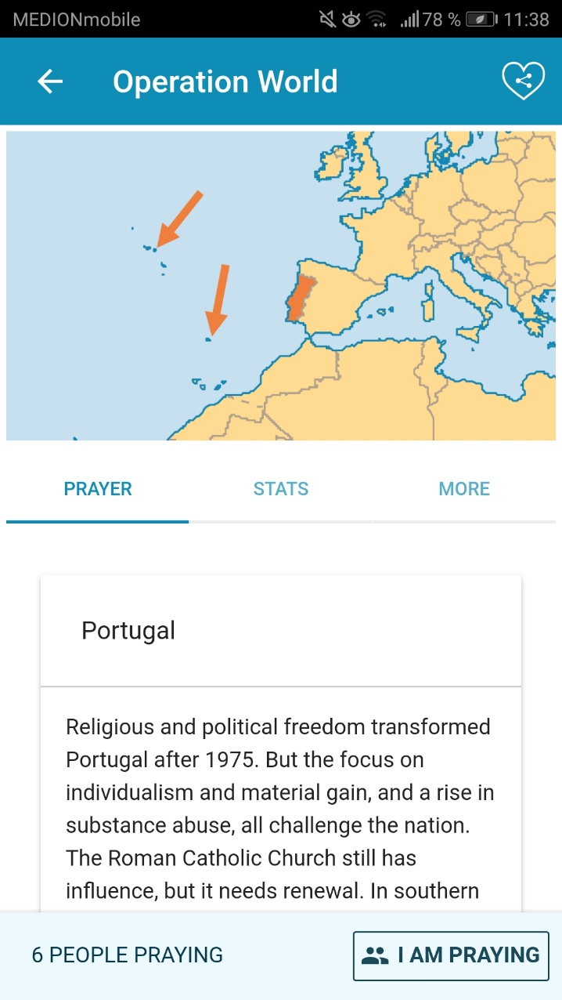 MEDIONmobile 78 % 11:38
Operation World
PRAYER STATS MORE
Portugal
Religious and political freedom transformed
Portugal after 1975. But the focus on
individualism and material gain, and a rise in
substance abuse, all challenge the nation.
The Roman Catholic Church still has
influence, but it needs renewal. In southern
6 PEOPLE PRAYING I AM PRAYING